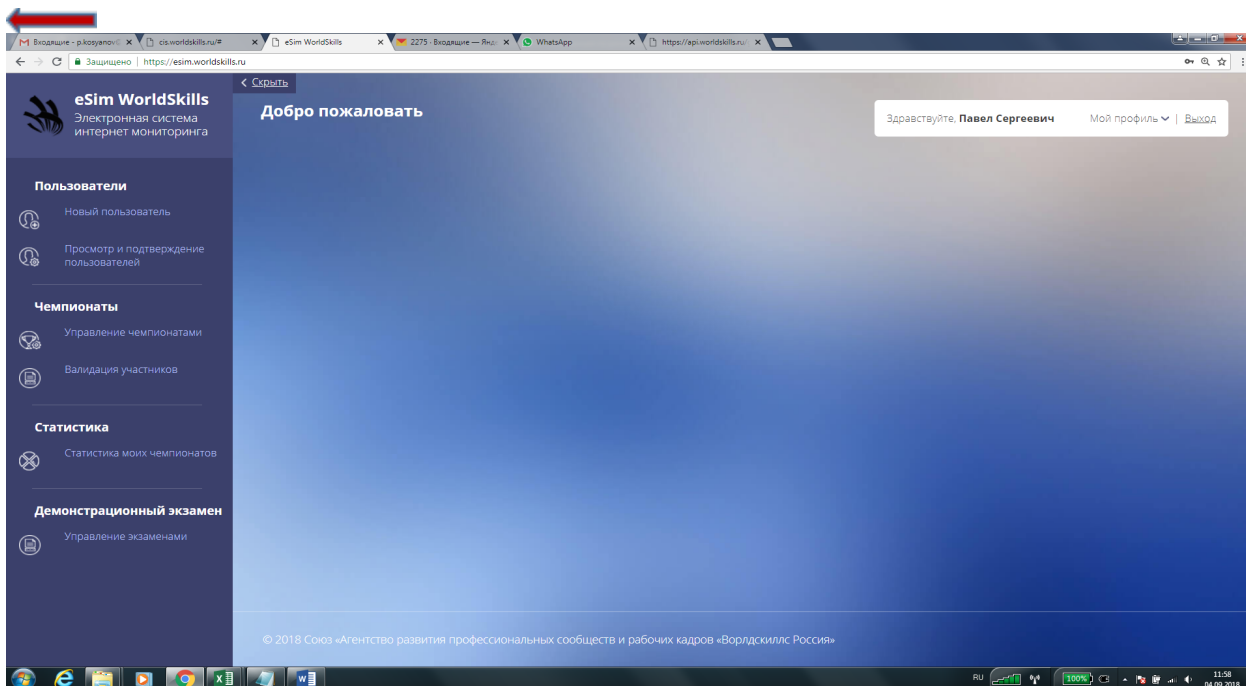 Входящие - p.kosyanov
cis.worldskills.ru/#
eSim WorldSkills
2275 · Входящие — Янд
WhatsApp
https://api.worldskills.ru
Защищено | https://esim.worldskills.ru
Скрыть
eSim WorldSkills
Электронная система
интернет мониторинга
Добро пожаловать
Здравствуйте, Павел Сергеевич Мой профиль | Выход
Пользователи
Новый пользователь
Просмотр и подтверждение
пользователей
Чемпионаты
Управление чемпионатами
Валидация участников
Статистика
Статистика моих чемпионатов
Демонстрационный экзамен
Управление экзаменами
© 2018 Союз «Агентство развития профессиональных сообществ и рабочих кадров «Ворлдскиллс Россия»
RU
100%
11:58
04.09.2018